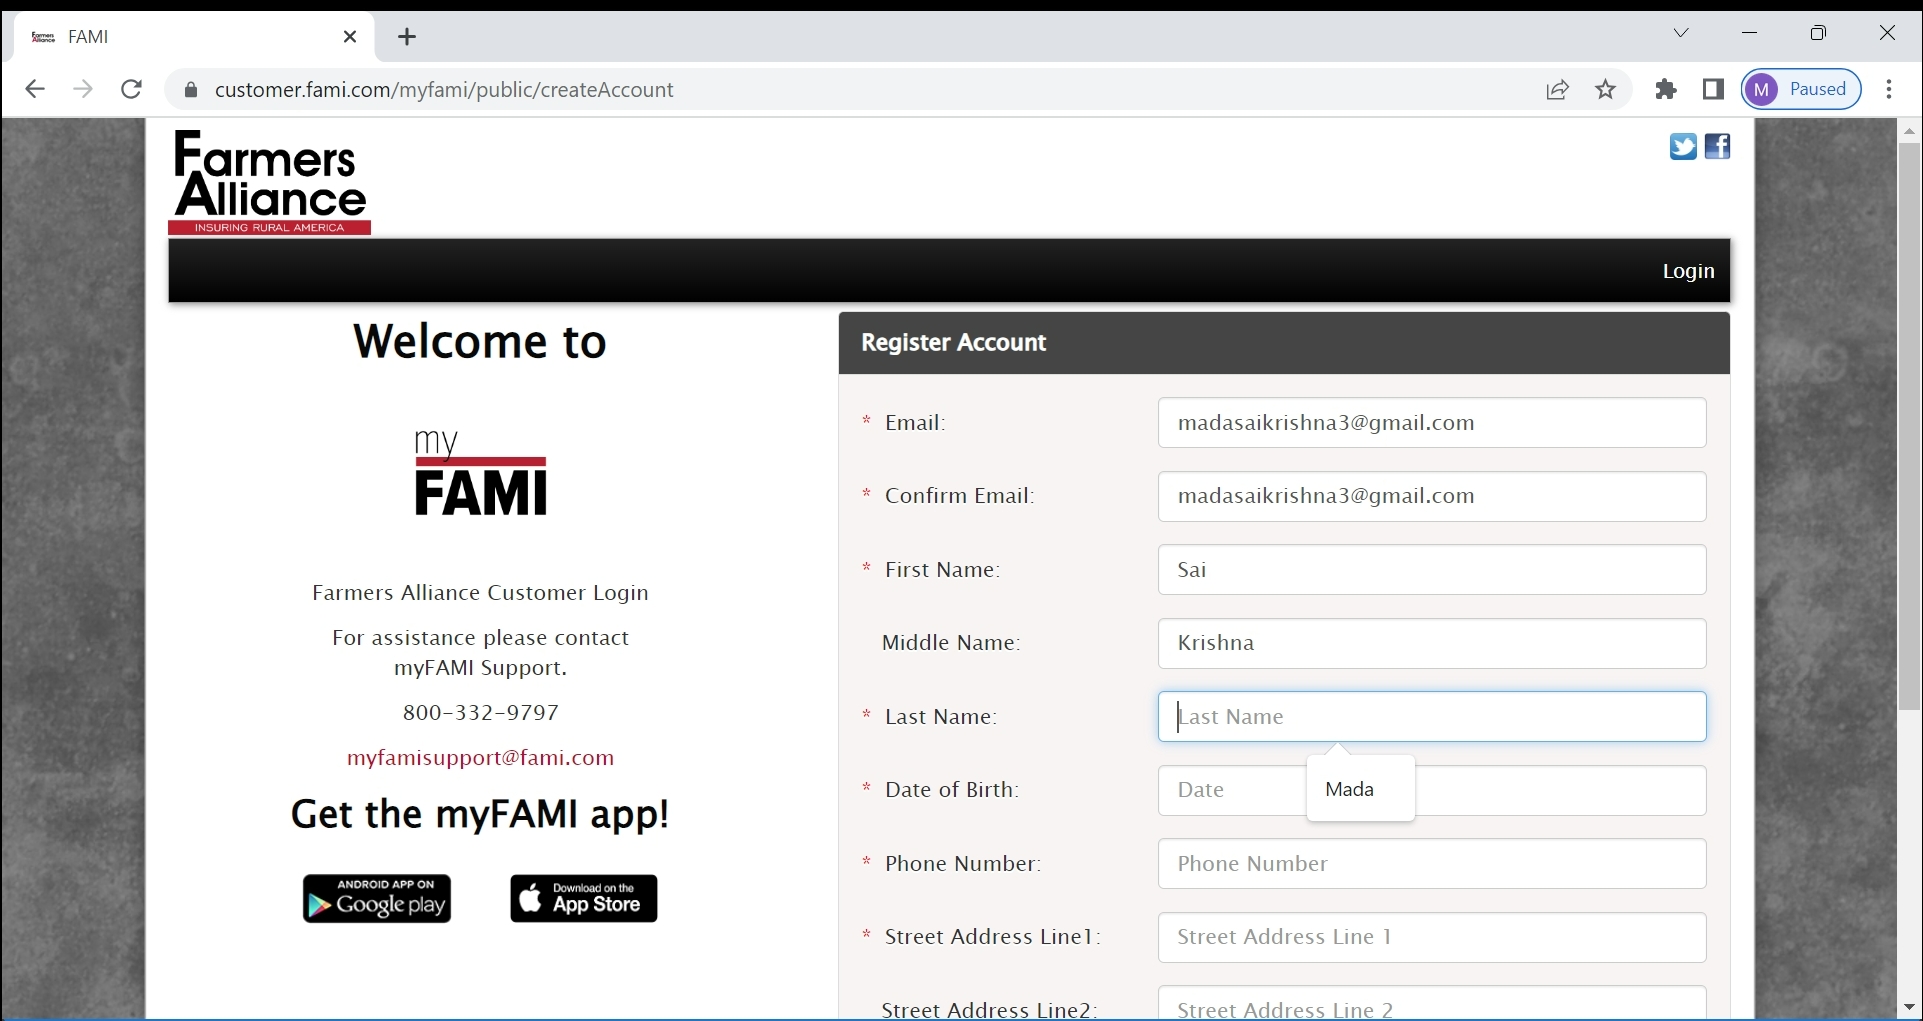 FAMI
customer.fami.com/myfami/public/createAccount
M Paused
Farmers
Alliance
INSURING RURAL AMERICA
Login
Welcome to
my
FAMI
Farmers Alliance Customer Login
For assistance please contact
myFAMI Support.
800-332-9797
myfamisupport@fami.com
Get the myFAMI app!
ANDROID APP ON
Google play
Download on the
App Store
Register Account
* Email: madasaikrishna3@gmail.com
* Confirm Email: madasaikrishna3@gmail.com
* First Name: Sai
Middle Name: Krishna
* Last Name: Last Name
Mada
* Date of Birth: Date
* Phone Number: Phone Number
* Street Address Line1: Street Address Line 1
Street Address Line2: Street Address Line 2